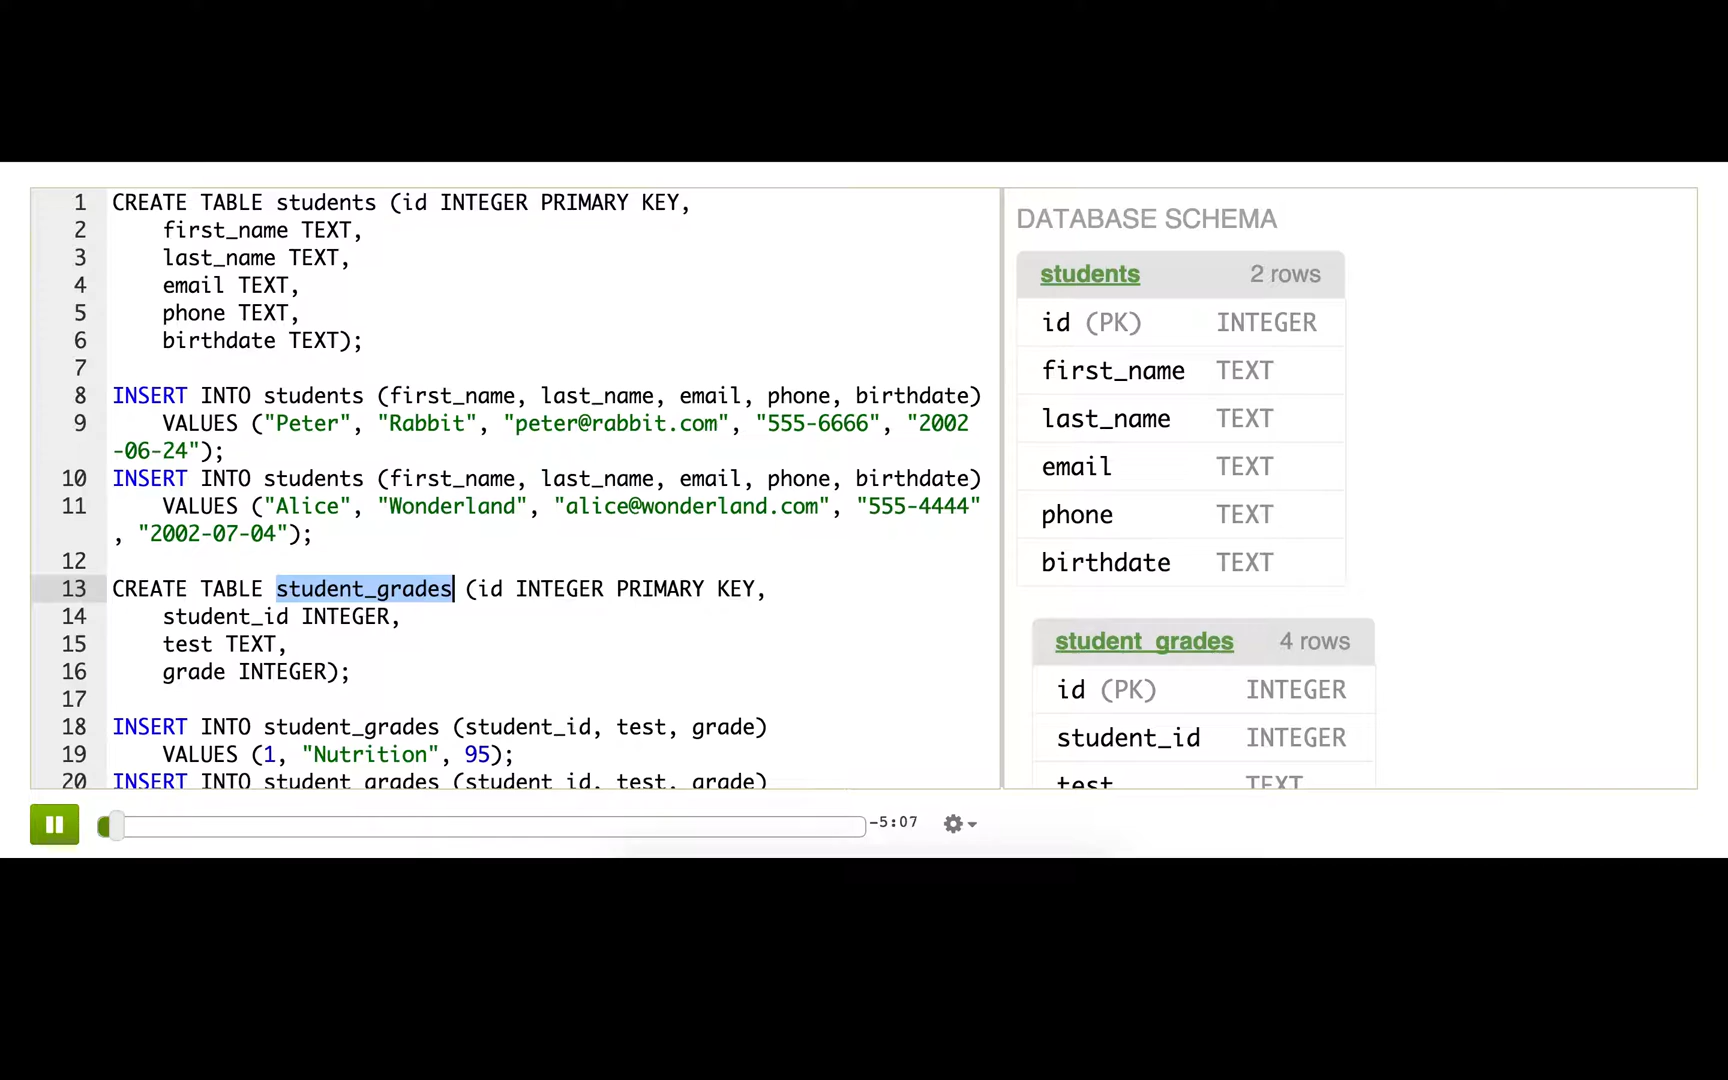 1 CREATE TABLE students (id INTEGER PRIMARY KEY,
2 first_name TEXT,
3 last_name TEXT,
4 email TEXT,
5 phone TEXT,
6 birthdate TEXT);
7
8 INSERT INTO students (first_name, last_name, email, phone, birthdate)
9 VALUES ("Peter", "Rabbit", "peter@rabbit.com", "555-6666", "2002
-06-24");
10 INSERT INTO students (first_name, last_name, email, phone, birthdate)
11 VALUES ("Alice", "Wonderland", "alice@wonderland.com", "555-4444"
, "2002-07-04");
12
13 CREATE TABLE student_grades (id INTEGER PRIMARY KEY,
14 student_id INTEGER,
15 test TEXT,
16 grade INTEGER);
17
18 INSERT INTO student_grades (student_id, test, grade)
19 VALUES (1, "Nutrition", 95);
20 INSERT INTO student_grades (student_id, test, grade)
DATABASE SCHEMA
students 2 rows
id (PK) INTEGER
first_name TEXT
last_name TEXT
email TEXT
phone TEXT
birthdate TEXT
student_grades 4 rows
id (PK) INTEGER
student_id INTEGER
test TEXT
-5:07